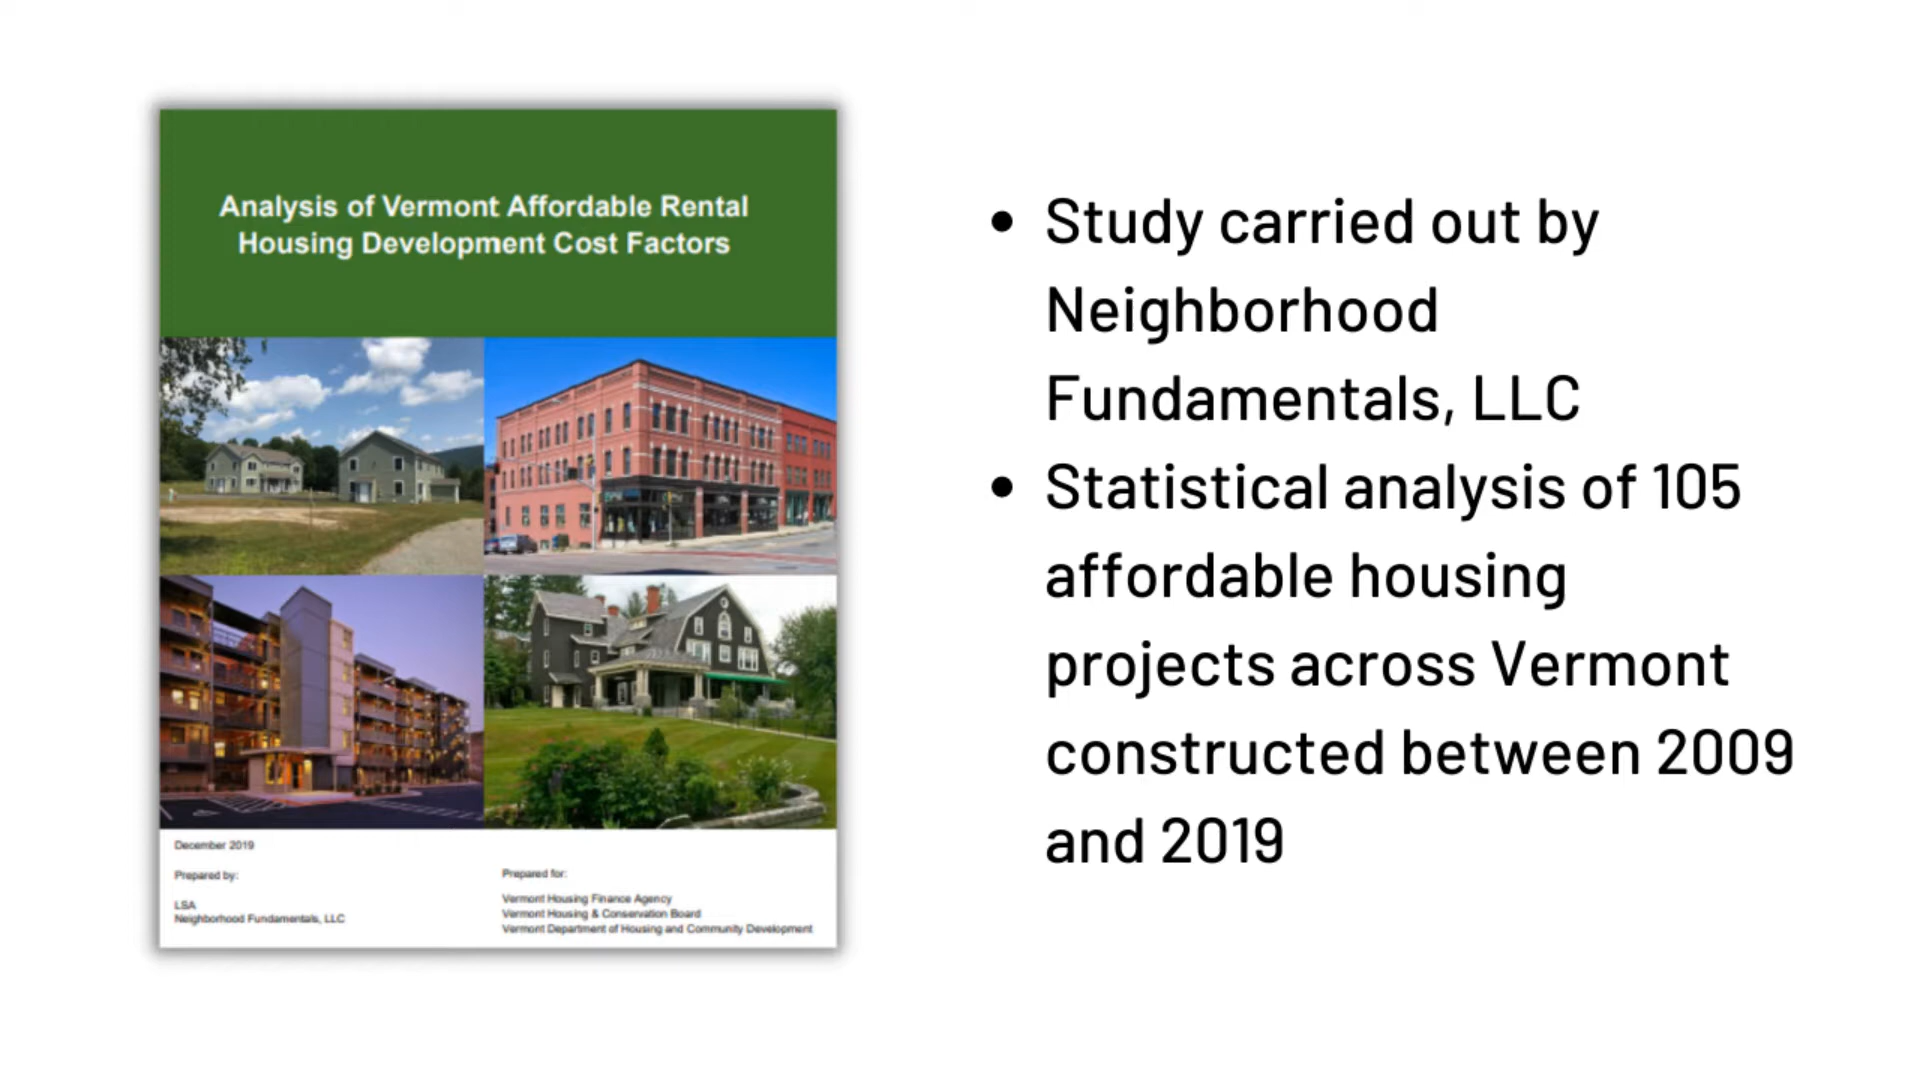 Analysis of Vermont Affordable Rental
Housing Development Cost Factors
December 2019
Prepared by:
LSA
Neighborhood Fundamentals, LLC
Prepared for:
Vermont Housing Finance Agency
Vermont Housing & Conservation Board
Vermont Department of Housing and Community Development
• Study carried out by
Neighborhood
Fundamentals, LLC
• Statistical analysis of 105
affordable housing
projects across Vermont
constructed between 2009
and 2019